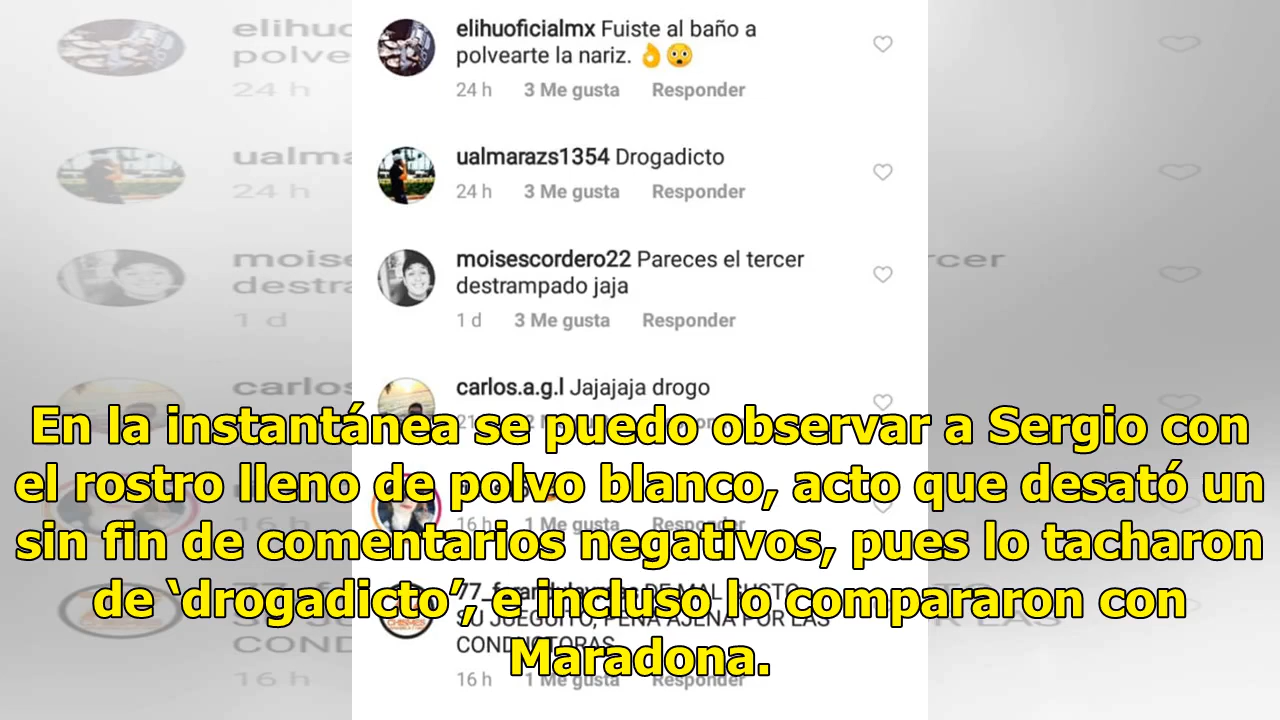 elihuoficialmx Fuiste al baño a
polvearte la nariz. 👌😲
24 h 3 Me gusta Responder
ualmarazs1354 Drogadicto
24 h 3 Me gusta Responder
moisescordero22 Pareces el tercer
destrampado jaja
1 d 3 Me gusta Responder
carlos.a.g.l Jajajaja drogo
En la instantánea se puedo observar a Sergio con
el rostro lleno de polvo blanco, acto que desató un
16 h 1 Me gusta Responder
sin fin de comentarios negativos, pues lo tacharon
DE MAL GUSTO
de ‘drogadicto’, e incluso lo compararon con
SU JUEGUITO, PENA AJENA POR LAS
CONDUCTORAS
Maradona.
16 h 1 Me gusta Responder